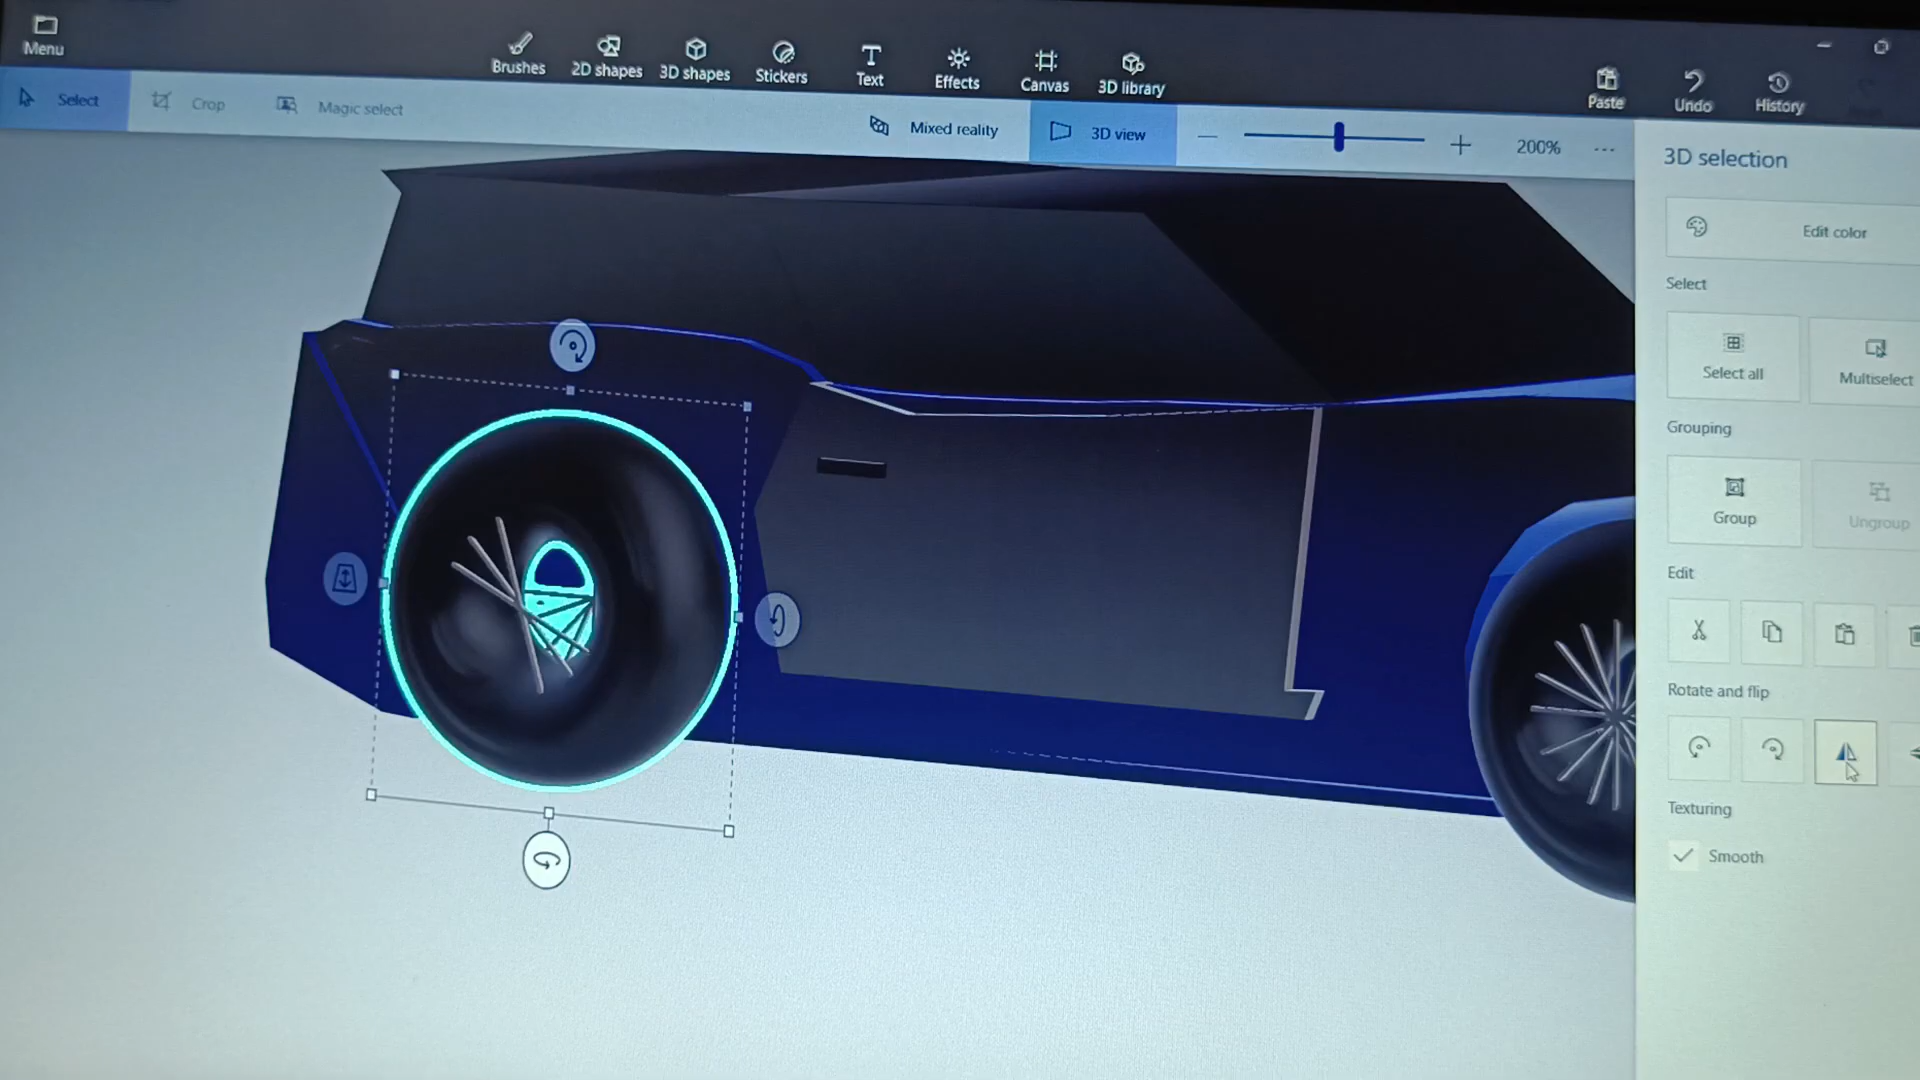 Menu
Brushes
2D shapes
3D shapes
Stickers
Text
Effects
Canvas
3D library
Paste
Undo
History
Select
Crop
Magic select
Mixed reality
3D view
200%
3D selection
Edit color
Select
Select all
Multiselect
Grouping
Group
Ungroup
Edit
Rotate and flip
Texturing
Smooth